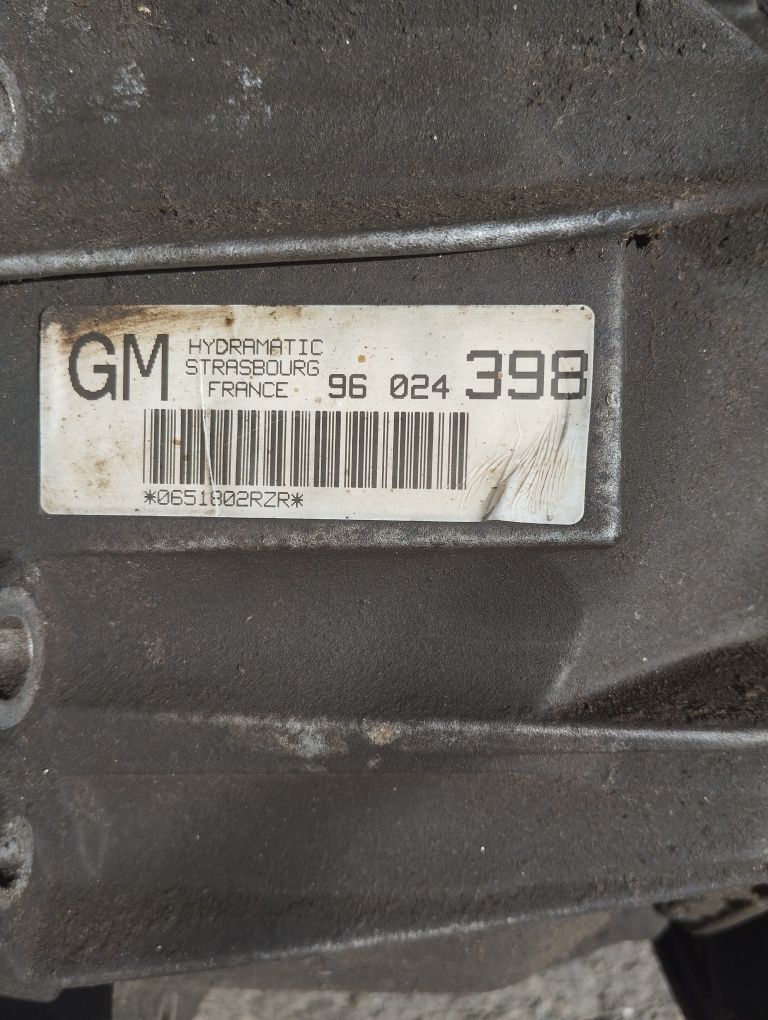 GM HYDRAMATIC
STRASBOURG
FRANCE 96 024 398
*0651802RZR*